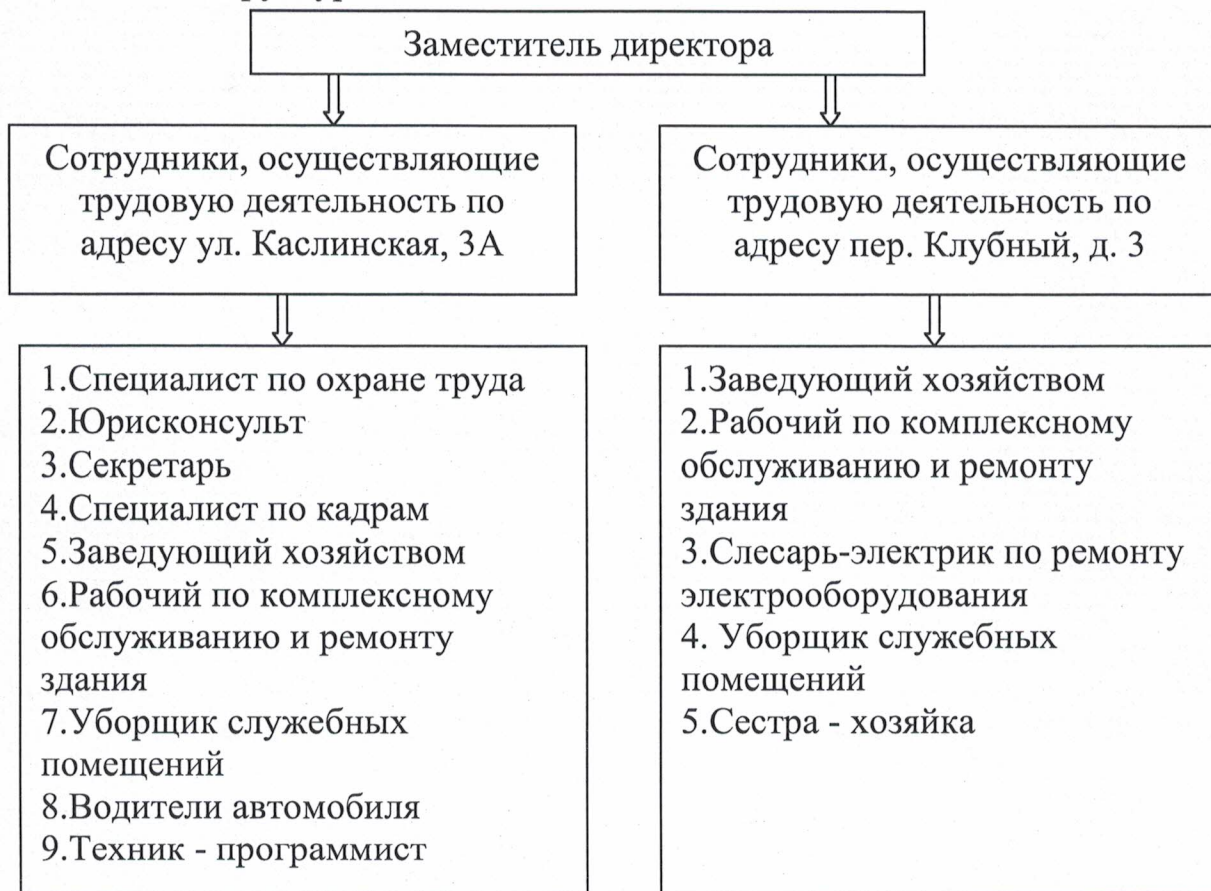 Заместитель директора
Сотрудники, осуществляющие
трудовую деятельность по
адресу ул. Каслинская, 3А
Сотрудники, осуществляющие
трудовую деятельность по
адресу пер. Клубный, д. 3
1.Специалист по охране труда
2.Юрисконсульт
3.Секретарь
4.Специалист по кадрам
5.Заведующий хозяйством
6.Рабочий по комплексному
обслуживанию и ремонту
здания
7.Уборщик служебных
помещений
8.Водители автомобиля
9.Техник - программист
1.Заведующий хозяйством
2.Рабочий по комплексному
обслуживанию и ремонту
здания
3.Слесарь-электрик по ремонту
электрооборудования
4. Уборщик служебных
помещений
5.Сестра - хозяйка